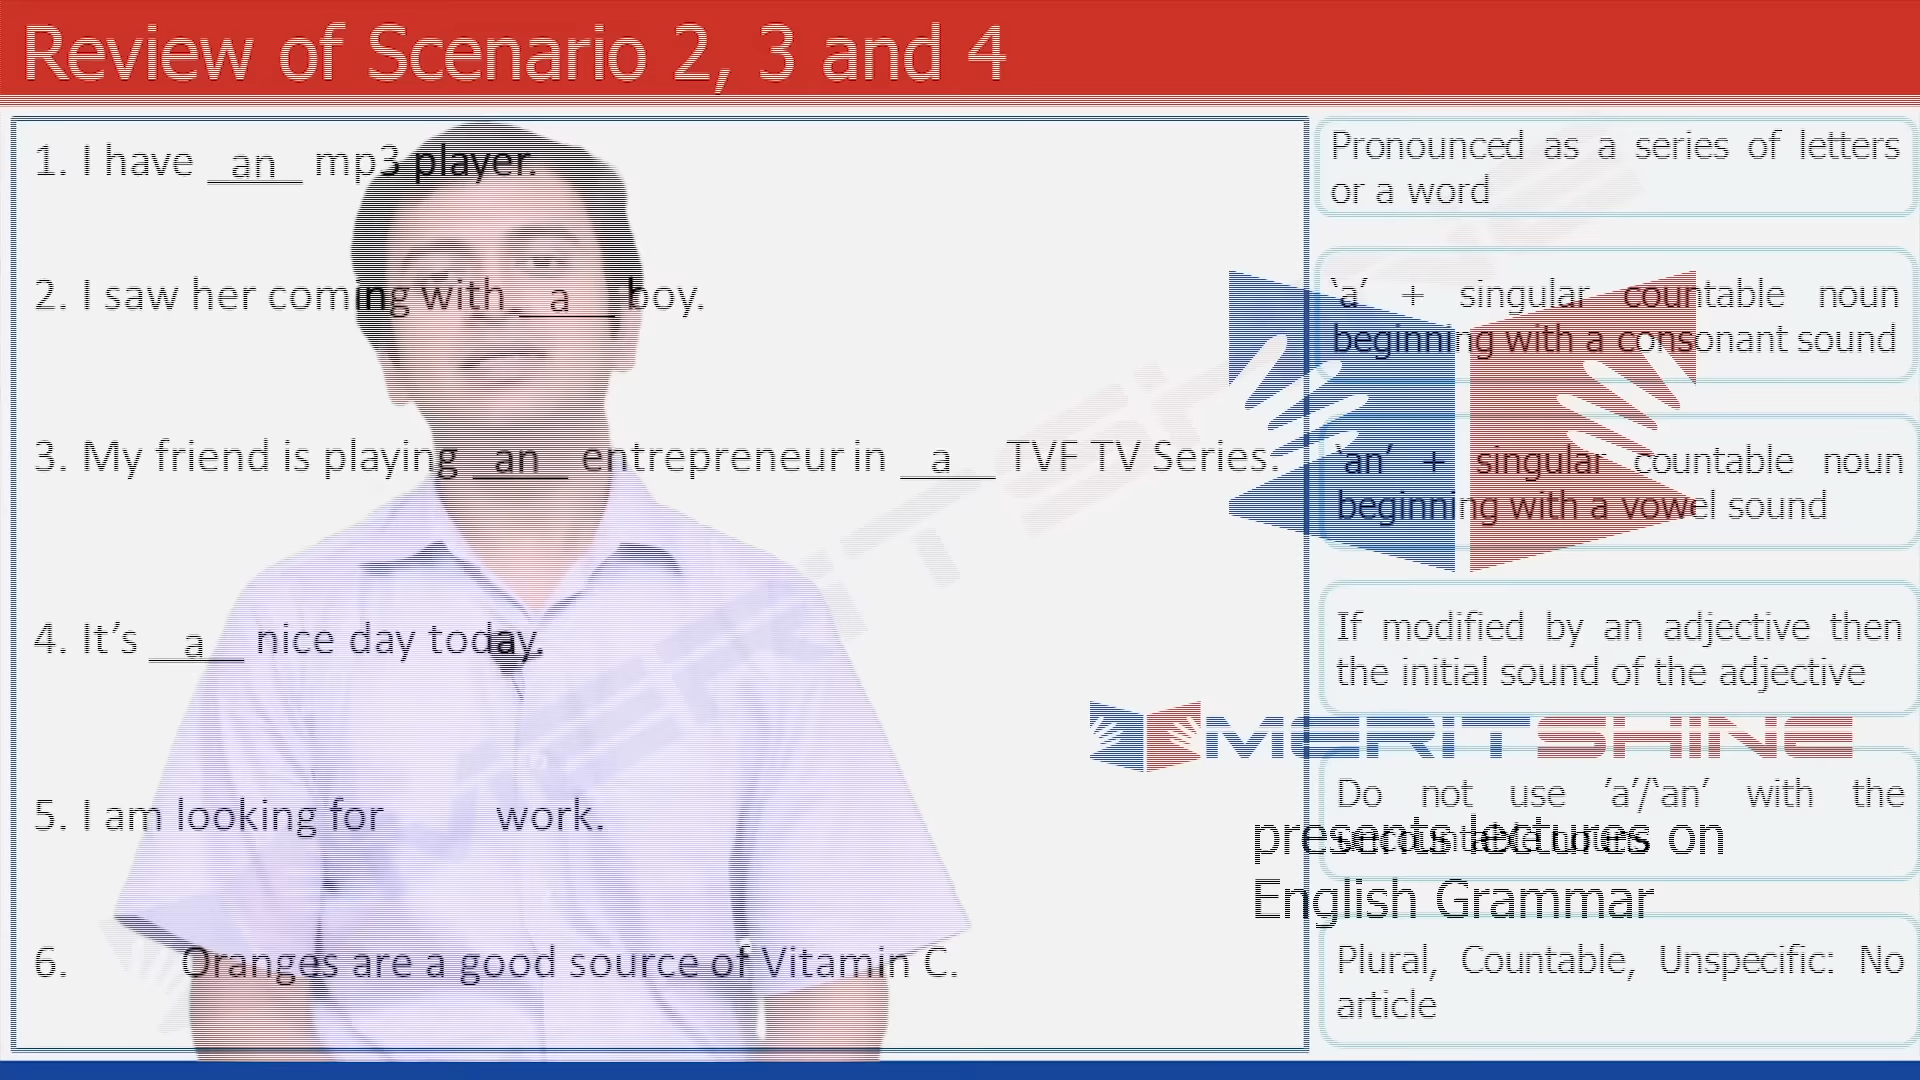 Review of Scenario 2, 3 and 4
1. I have an mp3 player.
2. I saw her coming with a boy.
3. My friend is playing an entrepreneur in a TVF TV Series.
4. It’s a nice day today.
5. I am looking for work.
6. Oranges are a good source of Vitamin C.
Pronounced as a series of letters
or a word
‘a’ + singular countable noun
beginning with a consonant sound
‘an’ + singular countable noun
beginning with a vowel sound
If modified by an adjective then
the initial sound of the adjective
MERITSHINE
Do not use ’a’/‘an’ with the
presents lectures on
English Grammar
Plural, Countable, Unspecific: No
article